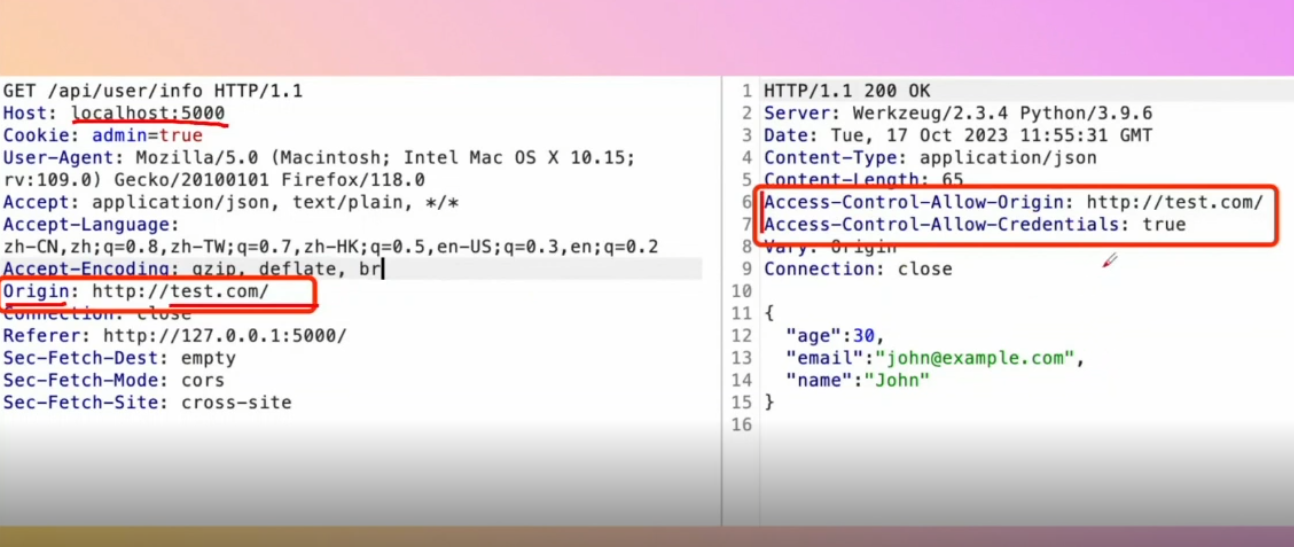 GET /api/user/info HTTP/1.1
Host: localhost:5000
Cookie: admin=true
User-Agent: Mozilla/5.0 (Macintosh; Intel Mac OS X 10.15;
rv:109.0) Gecko/20100101 Firefox/118.0
Accept: application/json, text/plain, */*
Accept-Language:
zh-CN,zh;q=0.8,zh-TW;q=0.7,zh-HK;q=0.5,en-US;q=0.3,en;q=0.2
Accept-Encoding: gzip, deflate, br
Origin: http://test.com/
Connection: close
Referer: http://127.0.0.1:5000/
Sec-Fetch-Dest: empty
Sec-Fetch-Mode: cors
Sec-Fetch-Site: cross-site
1 HTTP/1.1 200 OK
2 Server: Werkzeug/2.3.4 Python/3.9.6
3 Date: Tue, 17 Oct 2023 11:55:31 GMT
4 Content-Type: application/json
5 Content-Length: 65
6 Access-Control-Allow-Origin: http://test.com/
7 Access-Control-Allow-Credentials: true
8 Vary: Origin
9 Connection: close
10
11 {
12 "age":30,
13 "email":"john@example.com",
14 "name":"John"
15 }
16